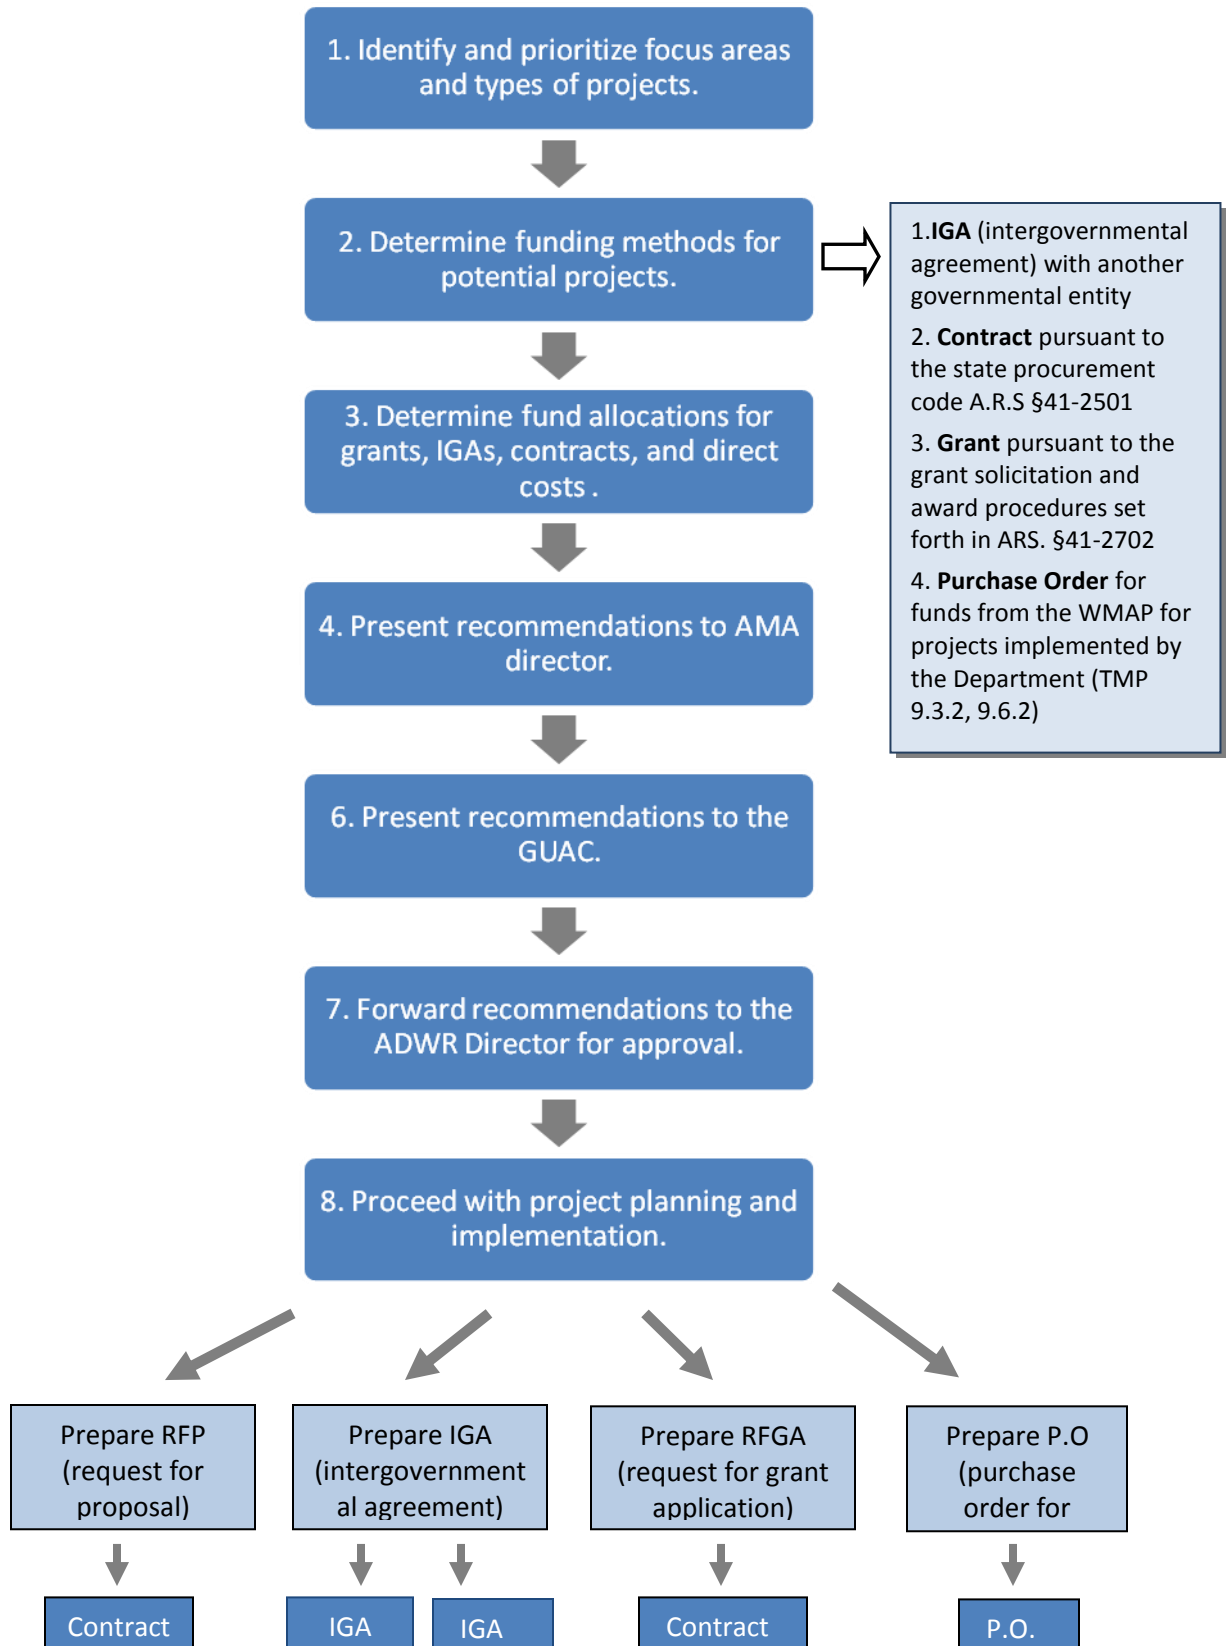 1. Identify and prioritize focus areas
and types of projects.
2. Determine funding methods for
potential projects.
1.IGA (intergovernmental
agreement) with another
governmental entity
2. Contract pursuant to
the state procurement
code A.R.S §41-2501
3. Grant pursuant to the
grant solicitation and
award procedures set
forth in ARS. §41-2702
4. Purchase Order for
funds from the WMAP for
projects implemented by
the Department (TMP
9.3.2, 9.6.2)
3. Determine fund allocations for
grants, IGAs, contracts, and direct
costs .
4. Present recommendations to AMA
director.
6. Present recommendations to the
GUAC.
7. Forward recommendations to the
ADWR Director for approval.
8. Proceed with project planning and
implementation.
Prepare RFP
(request for
proposal)
Prepare IGA
(intergovernment
al agreement)
Prepare RFGA
(request for grant
application)
Prepare P.O
(purchase
order for
Contract
IGA
IGA
Contract
P.O.